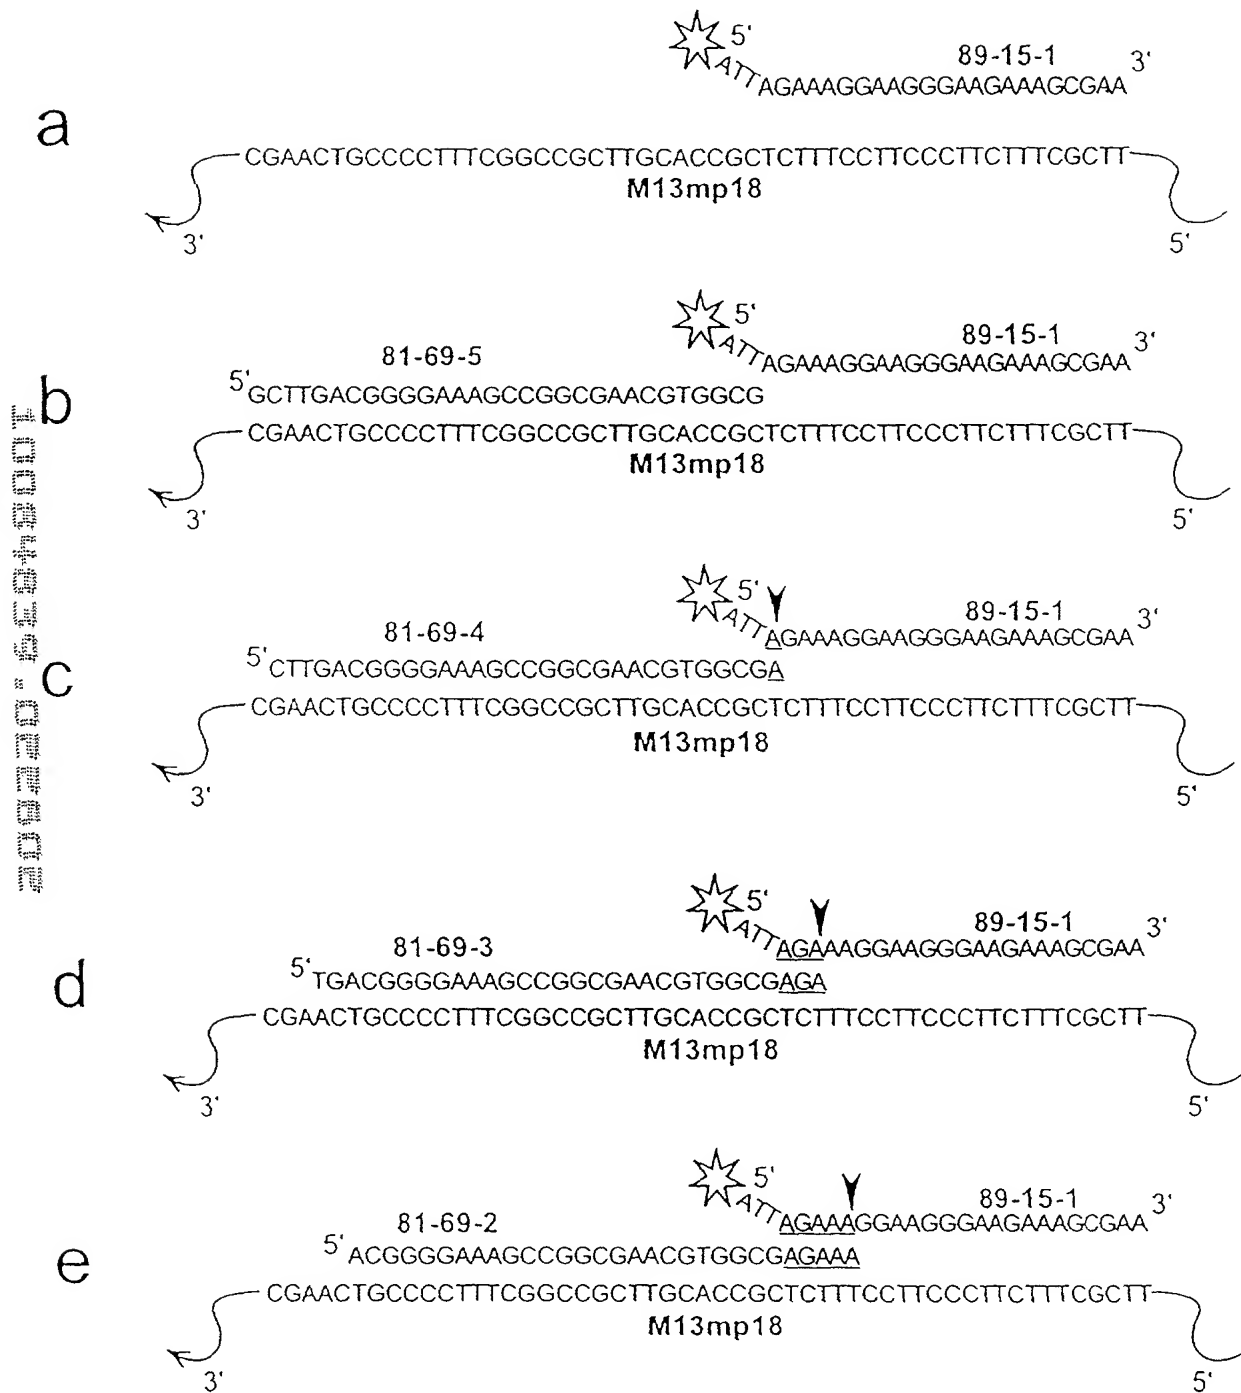 a
5'
89-15-1
3'
ATTAGAAAGGAAGGGAAGAAAGCGAA
CGAACTGCCCCTTTCGGCCGCTTGCACCGCTCTTTCCTTCCCTTCTTTCGCTT
M13mp18
3'
5'
b
81-69-5
5'
89-15-1
3'
ATTAGAAAGGAAGGGAAGAAAGCGAA
5'
GCTTGACGGGGAAAGCCGGCGAACGTGGCG
CGAACTGCCCCTTTCGGCCGCTTGCACCGCTCTTTCCTTCCCTTCTTTCGCTT
M13mp18
3'
5'
c
81-69-4
5'
89-15-1
3'
ATTAGAAAGGAAGGGAAGAAAGCGAA
5'
CTTGACGGGGAAAGCCGGCGAACGTGGCGA
CGAACTGCCCCTTTCGGCCGCTTGCACCGCTCTTTCCTTCCCTTCTTTCGCTT
M13mp18
3'
5'
d
81-69-3
5'
89-15-1
3'
ATTAGAAAGGAAGGGAAGAAAGCGAA
5'
TGACGGGGAAAGCCGGCGAACGTGGCGAGA
CGAACTGCCCCTTTCGGCCGCTTGCACCGCTCTTTCCTTCCCTTCTTTCGCTT
M13mp18
3'
5'
e
81-69-2
5'
89-15-1
3'
ATTAGAAAGGAAGGGAAGAAAGCGAA
5'
ACGGGGAAAGCCGGCGAACGTGGCGAGAAA
CGAACTGCCCCTTTCGGCCGCTTGCACCGCTCTTTCCTTCCCTTCTTTCGCTT
M13mp18
3'
5'